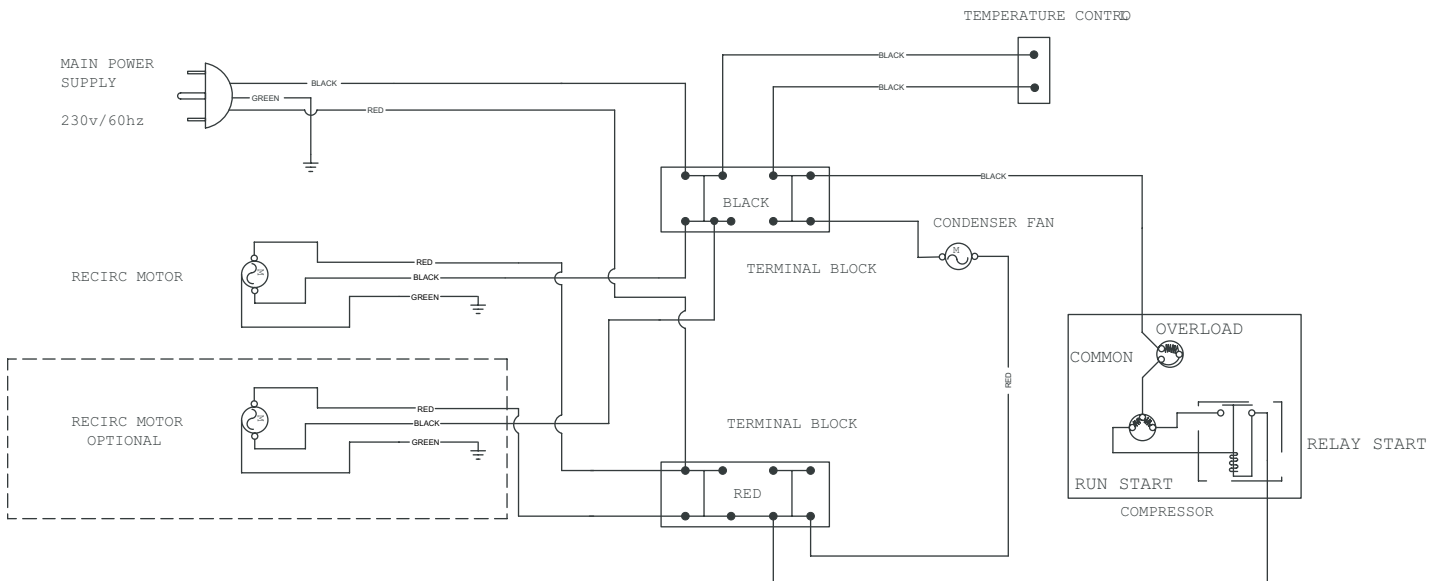 TEMPERATURE CONTROL
BLACK
MAIN POWER
SUPPLY
230v/60hz
BLACK
GREEN
RED
BLACK
BLACK
BLACK
CONDENSER FAN
M
TERMINAL BLOCK
RECIRC MOTOR
M
RED
BLACK
GREEN
OVERLOAD
COMMON
RED
RECIRC MOTOR
OPTIONAL
M
RED
BLACK
GREEN
TERMINAL BLOCK
RED
RELAY START
RUN START
COMPRESSOR